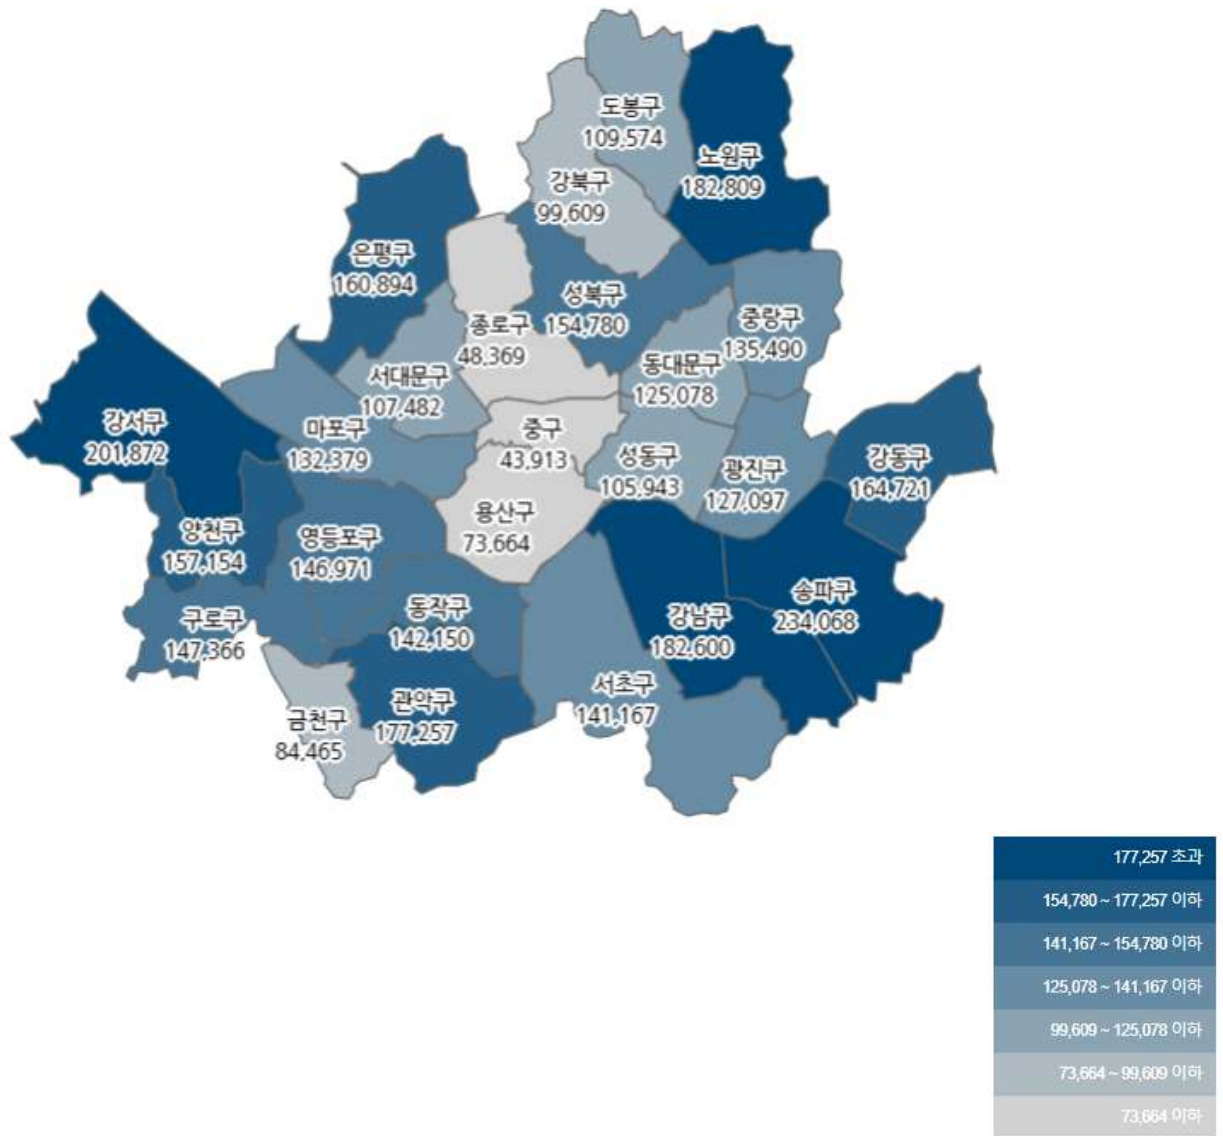 도봉구
109,574
노원구
182,809
강북구
99,609
은평구
160,894
성북구
154,780
종로구
48,369
중랑구
135,490
동대문구
125,078
서대문구
107,482
강서구
201,872
마포구
132,379
중구
43,913
성동구
105,943
광진구
127,097
강동구
164,721
양천구
157,154
영등포구
146,971
용산구
73,664
구로구
147,366
동작구
142,150
강남구
182,600
송파구
234,068
금천구
84,465
관악구
177,257
서초구
141,167
177,257 초과
154,780 ~ 177,257 이하
141,167 ~ 154,780 이하
125,078 ~ 141,167 이하
99,609 ~ 125,078 이하
73,664 ~ 99,609 이하
73,664 이하